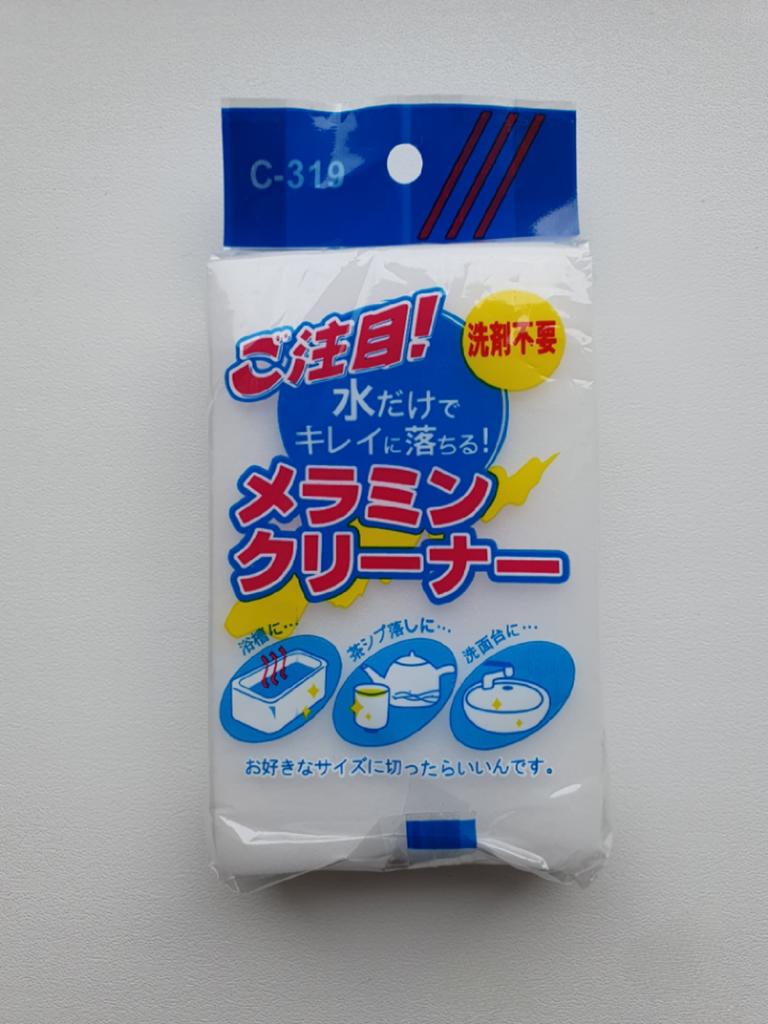 C-319
ご注目!
洗剤不要
水だけで
キレイに落ちる!
メラミン
クリーナー
浴槽に…
茶シブ落しに…
洗面台に…
お好きなサイズに切ったらいいんです。